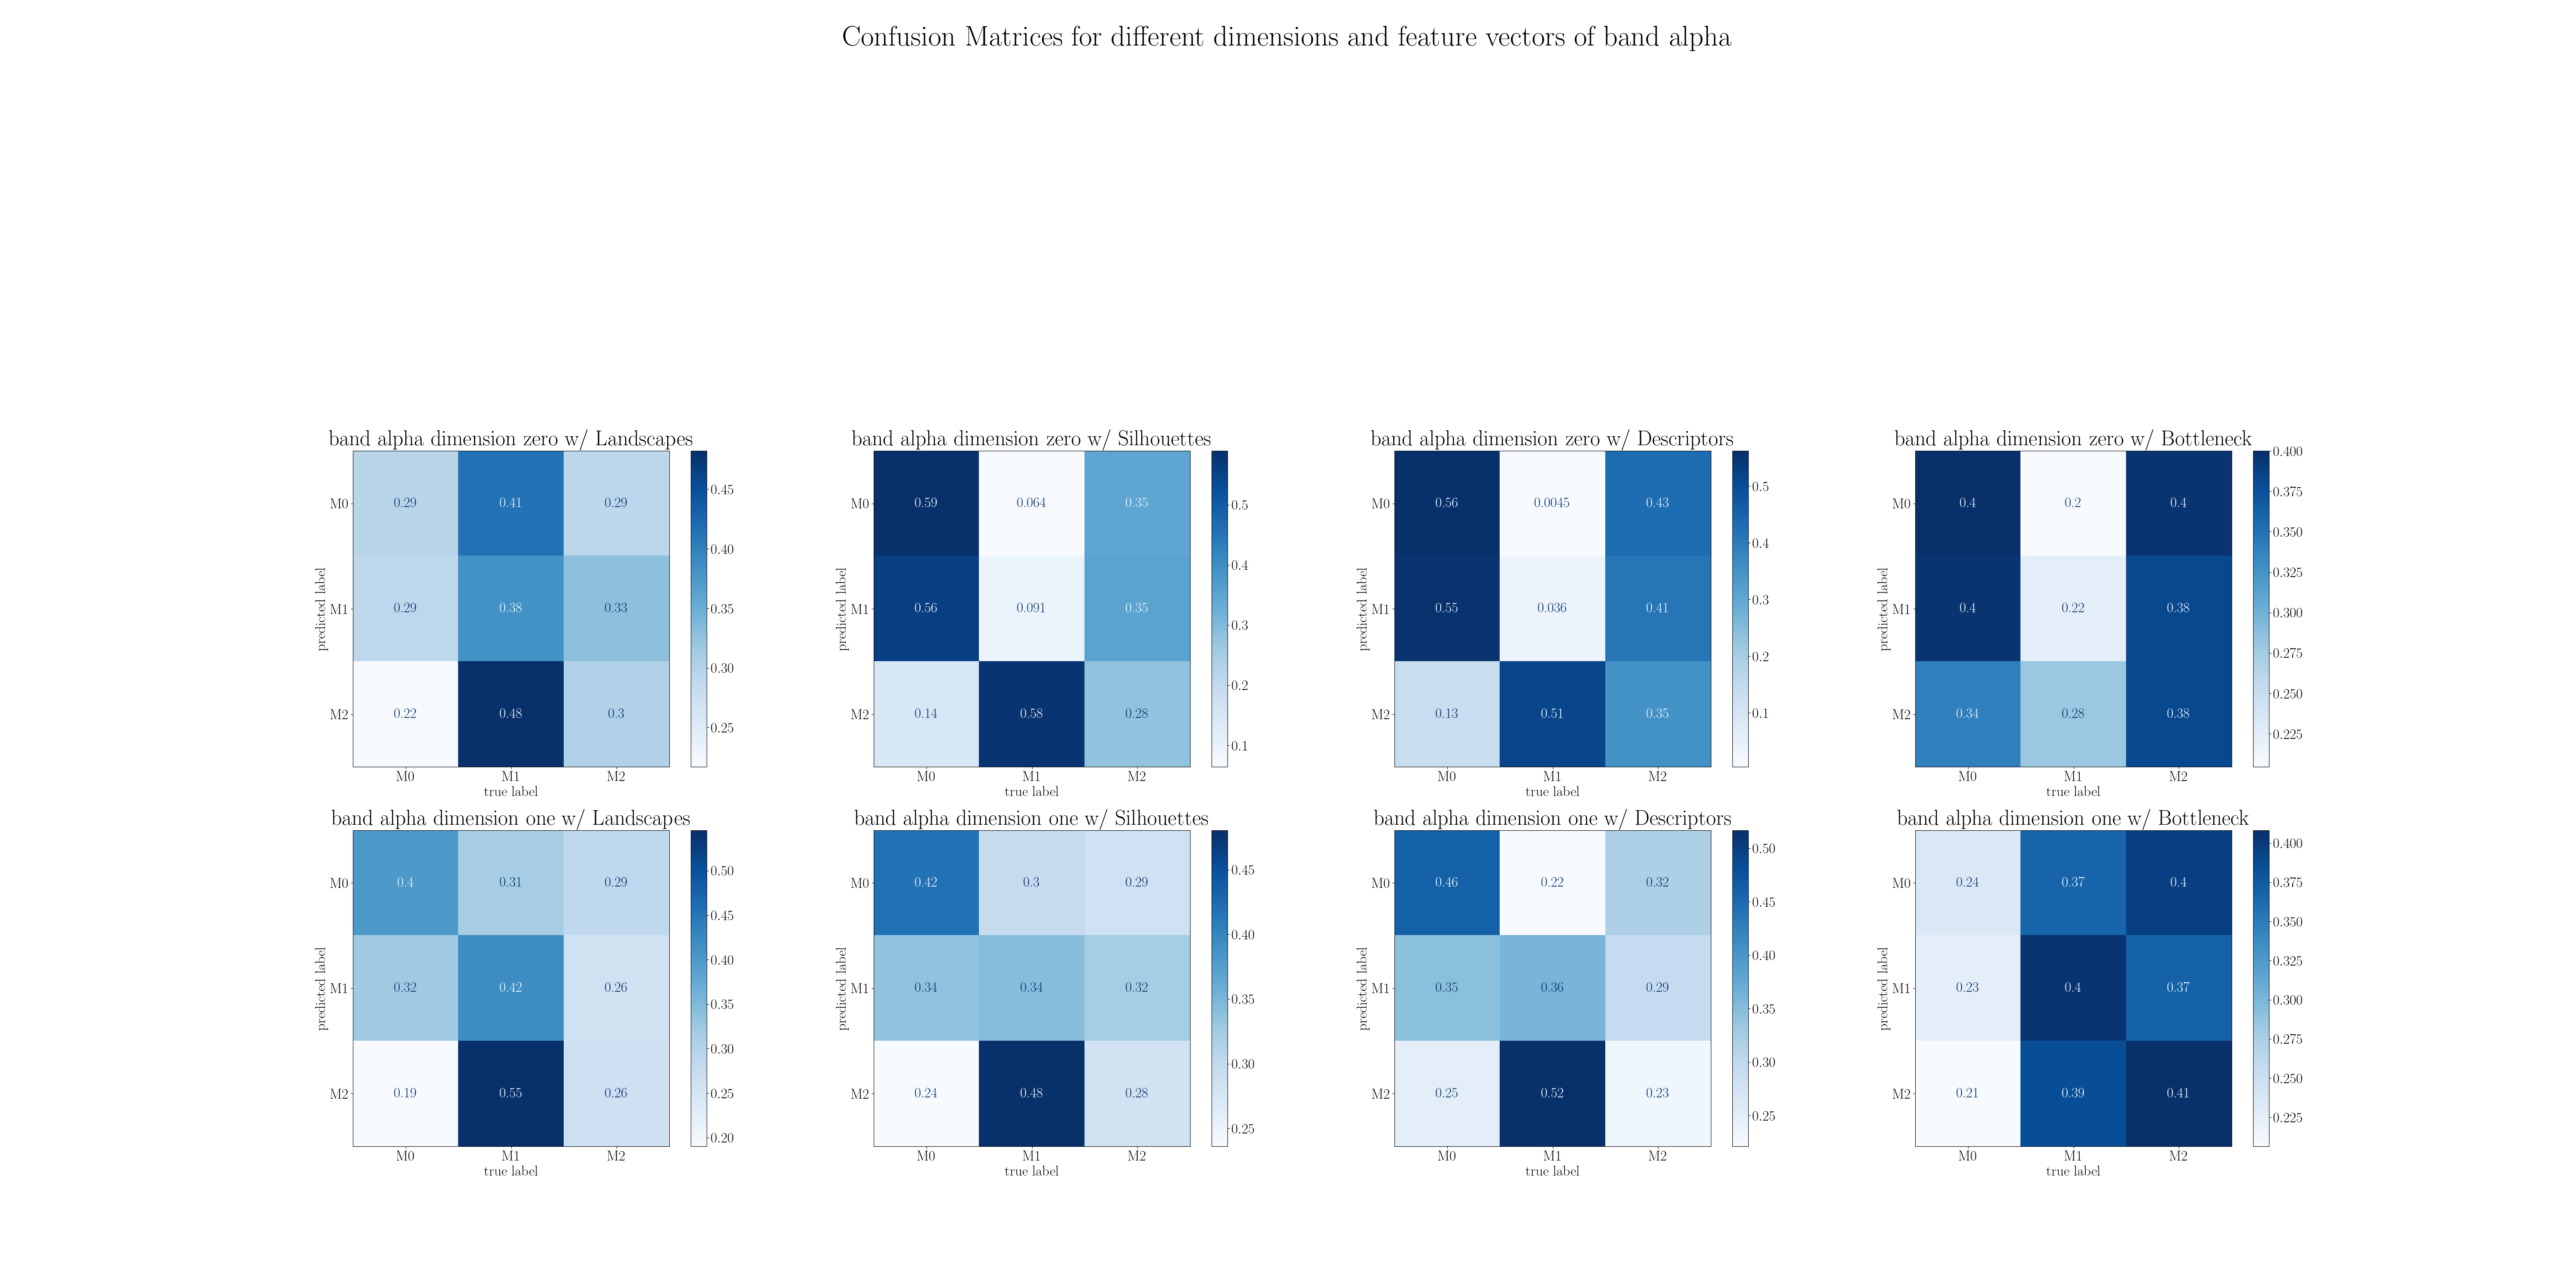 Confusion Matrices for different dimensions and feature vectors of band alpha
band alpha dimension zero w/ Landscapes
predicted label
M0 0.29 0.41 0.29
M1 0.29 0.38 0.33
M2 0.22 0.48 0.3
M0 M1 M2
true label
0.45
0.40
0.35
0.30
0.25
band alpha dimension zero w/ Silhouettes
predicted label
M0 0.59 0.064 0.35
M1 0.56 0.091 0.35
M2 0.14 0.58 0.28
M0 M1 M2
true label
0.5
0.4
0.3
0.2
0.1
band alpha dimension zero w/ Descriptors
predicted label
M0 0.56 0.0045 0.43
M1 0.55 0.036 0.41
M2 0.13 0.51 0.35
M0 M1 M2
true label
0.5
0.4
0.3
0.2
0.1
band alpha dimension zero w/ Bottleneck
predicted label
M0 0.4 0.2 0.4
M1 0.4 0.22 0.38
M2 0.34 0.28 0.38
M0 M1 M2
true label
0.400
0.375
0.350
0.325
0.300
0.275
0.250
0.225
band alpha dimension one w/ Landscapes
predicted label
M0 0.4 0.31 0.29
M1 0.32 0.42 0.26
M2 0.19 0.55 0.26
M0 M1 M2
true label
0.50
0.45
0.40
0.35
0.30
0.25
0.20
band alpha dimension one w/ Silhouettes
predicted label
M0 0.42 0.3 0.29
M1 0.34 0.34 0.32
M2 0.24 0.48 0.28
M0 M1 M2
true label
0.45
0.40
0.35
0.30
0.25
band alpha dimension one w/ Descriptors
predicted label
M0 0.46 0.22 0.32
M1 0.35 0.36 0.29
M2 0.25 0.52 0.23
M0 M1 M2
true label
0.50
0.45
0.40
0.35
0.30
0.25
band alpha dimension one w/ Bottleneck
predicted label
M0 0.24 0.37 0.4
M1 0.23 0.4 0.37
M2 0.21 0.39 0.41
M0 M1 M2
true label
0.400
0.375
0.350
0.325
0.300
0.275
0.250
0.225